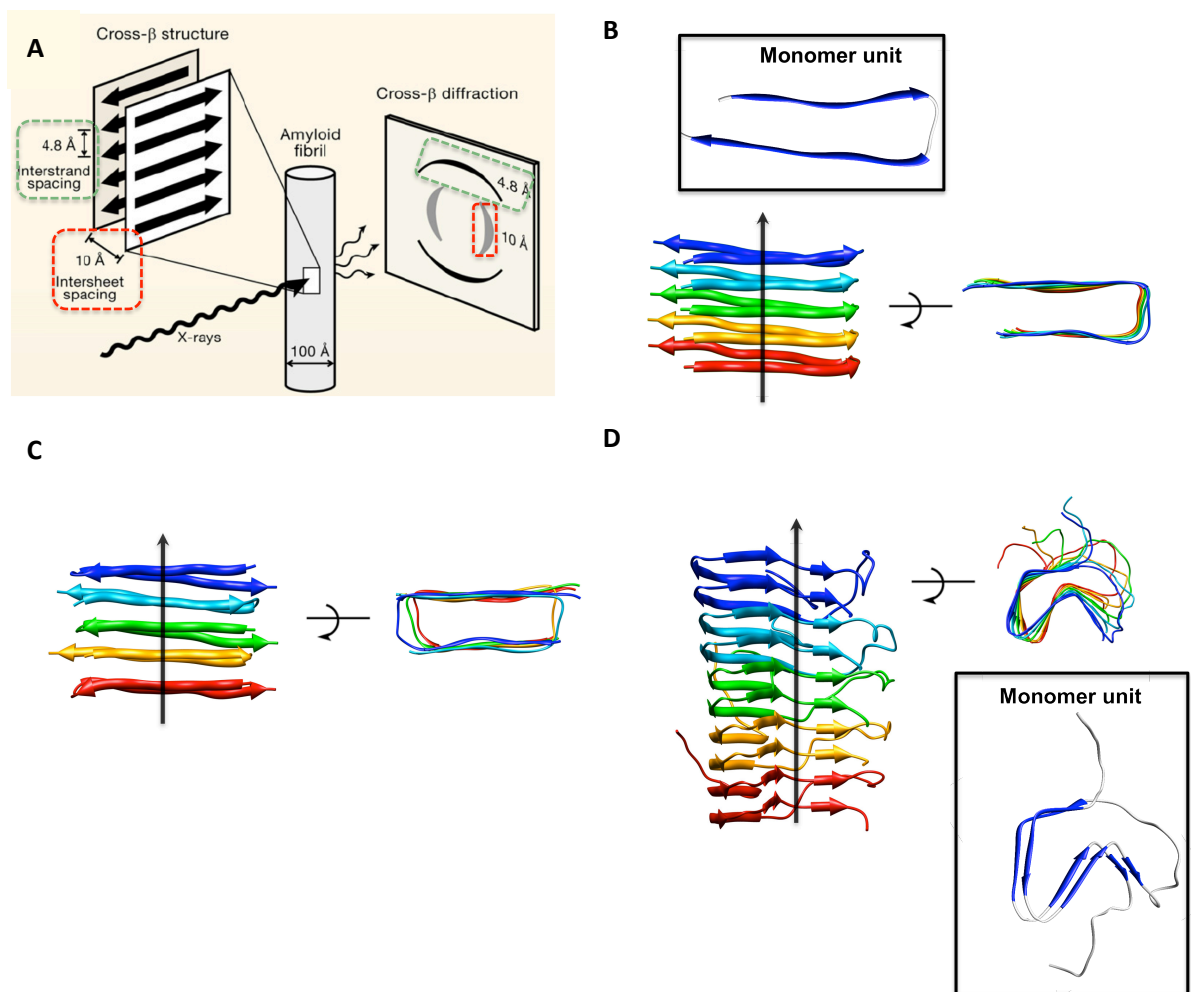 A
Cross-β structure
4.8 Å
Interstrand
spacing
10 Å
Intersheet
spacing
X-rays
Amyloid
fibril
100 Å
Cross-β diffraction
4.8 Å
10 Å
B
Monomer unit
C
D
Monomer unit